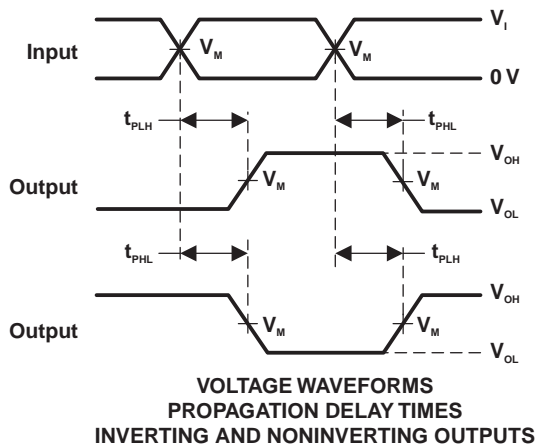 V_I
Input
V_M
V_M
0 V
t_PLH
t_PHL
V_OH
Output
V_M
V_M
V_OL
t_PHL
t_PLH
V_OH
Output
V_M
V_M
V_OL
VOLTAGE WAVEFORMS
PROPAGATION DELAY TIMES
INVERTING AND NONINVERTING OUTPUTS